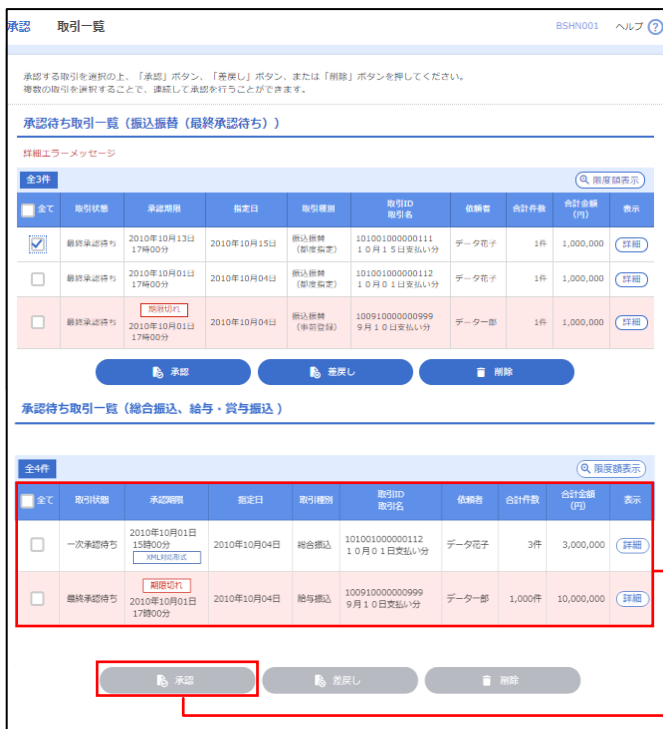 承認 取引一覧 BSHN001 ヘルプ ?
承認する取引を選択の上、「承認」ボタン、「差戻し」ボタン、または「削除」ボタンを押してください。
複数の取引を選択することで、連続して承認を行うことができます。
承認待ち取引一覧（振込振替（最終承認待ち））
詳細エラーメッセージ
全3件 限度額表示
全て 取引状態 承認期限 指定日 取引種別 取引ID 依頼者 合計件数 合計金額 表示
取引名 (円)
最終承認待ち 2010年10月13日 2010年10月15日 振込振替 101001000000111 データ花子 1件 1,000,000 詳細
17時00分 （都度指定） １０月１５日支払い分
最終承認待ち 2010年10月01日 2010年10月04日 振込振替 101001000000112 データ花子 1件 1,000,000 詳細
17時00分 （都度指定） １０月０１日支払い分
期限切れ
最終承認待ち 2010年10月01日 2010年10月04日 振込振替 100910000000999 データ一郎 1件 1,000,000 詳細
17時00分 （事前登録） ９月１０日支払い分
承認 差戻し 削除
承認待ち取引一覧（総合振込、給与・賞与振込 ）
全4件 限度額表示
全て 取引状態 承認期限 指定日 取引種別 取引ID 依頼者 合計件数 合計金額 表示
取引名 (円)
一次承認待ち 2010年10月01日 2010年10月04日 総合振込 101001000000112 データ花子 3件 3,000,000 詳細
15時00分 １０月０１日支払い分
XML対応形式
期限切れ
最終承認待ち 2010年10月01日 2010年10月04日 給与振込 100910000000999 データ一郎 1,000件 10,000,000 詳細
17時00分 9月１０日支払い分
承認 差戻し 削除